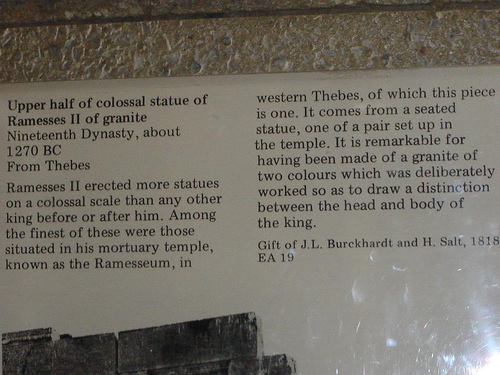 Upper half of colossal statue of
Ramesses II of granite
Nineteenth Dynasty, about
1270 BC
From Thebes
Ramesses II erected more statues
on a colossal scale than any other
king before or after him. Among
the finest of these were those
situated in his mortuary temple,
known as the Ramesseum, in
western Thebes, of which this piece
is one. It comes from a seated
statue, one of a pair set up in
the temple. It is remarkable for
having been made of a granite of
two colours which was deliberately
worked so as to draw a distinction
between the head and body of
the king.
Gift of J.L. Burckhardt and H. Salt, 1818
EA 19